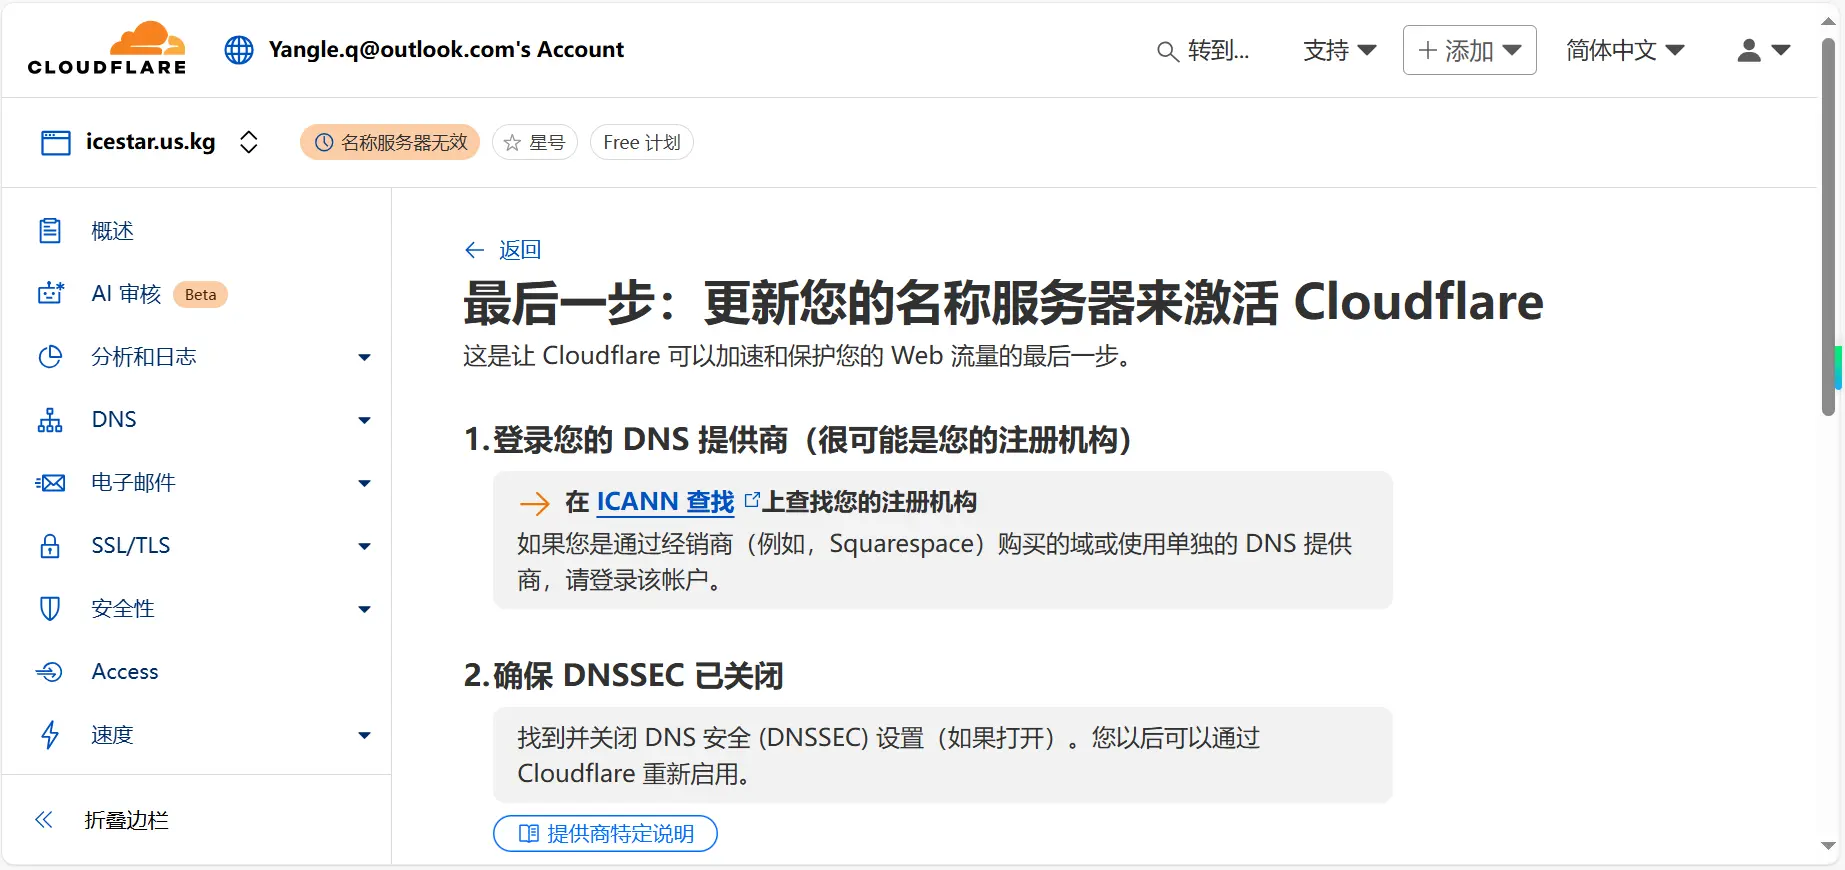 CLOUDFLARE
Yangle.q@outlook.com's Account
转到...
支持
添加
简体中文
icestar.us.kg
名称服务器无效
星号
Free 计划
概述
AI 审核 Beta
分析和日志
DNS
电子邮件
SSL/TLS
安全性
Access
速度
折叠边栏
返回
最后一步：更新您的名称服务器来激活 Cloudflare
这是让 Cloudflare 可以加速和保护您的 Web 流量的最后一步。
1.登录您的 DNS 提供商（很可能是您的注册机构）
在 ICANN 查找 上查找您的注册机构
如果您是通过经销商（例如，Squarespace）购买的域或使用单独的 DNS 提供
商，请登录该帐户。
2.确保 DNSSEC 已关闭
找到并关闭 DNS 安全 (DNSSEC) 设置（如果打开）。您以后可以通过
Cloudflare 重新启用。
提供商特定说明